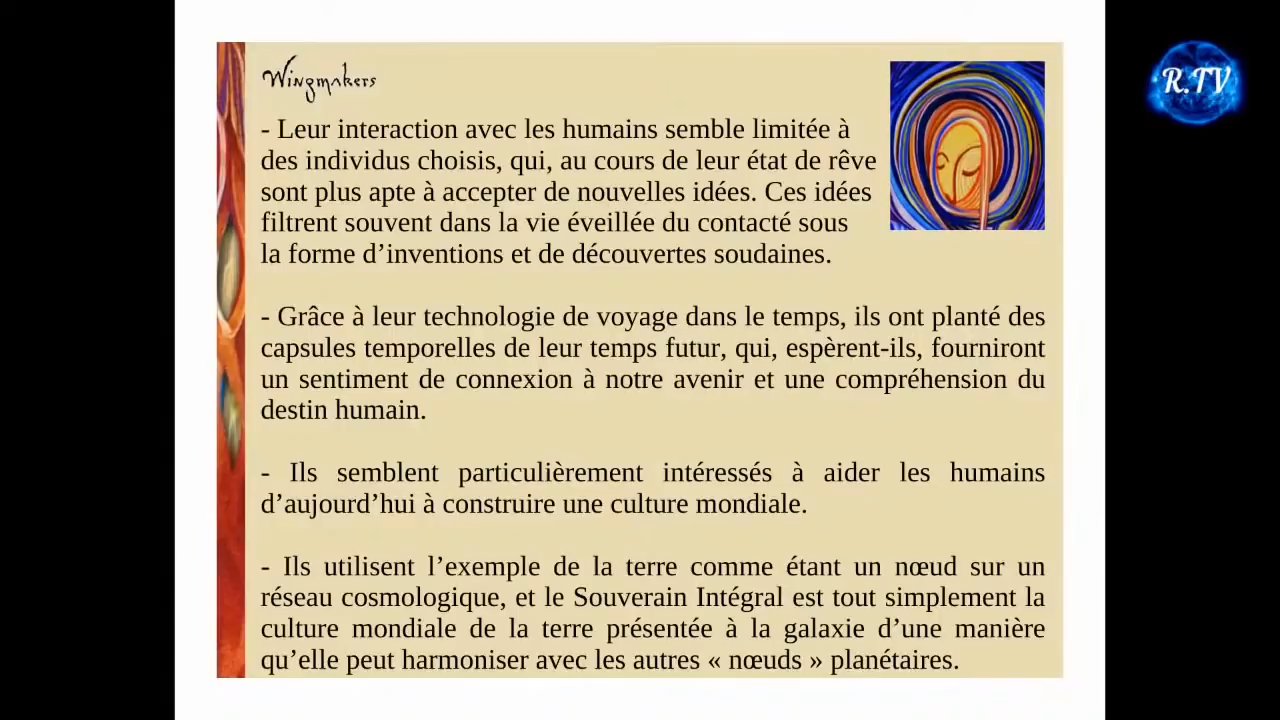 Wingmakers
R.TV
- Leur interaction avec les humains semble limitée à
des individus choisis, qui, au cours de leur état de rêve
sont plus apte à accepter de nouvelles idées. Ces idées
filtrent souvent dans la vie éveillée du contacté sous
la forme d’inventions et de découvertes soudaines.
- Grâce à leur technologie de voyage dans le temps, ils ont planté des
capsules temporelles de leur temps futur, qui, espèrent-ils, fourniront
un sentiment de connexion à notre avenir et une compréhension du
destin humain.
- Ils semblent particulièrement intéressés à aider les humains
d’aujourd’hui à construire une culture mondiale.
- Ils utilisent l’exemple de la terre comme étant un nœud sur un
réseau cosmologique, et le Souverain Intégral est tout simplement la
culture mondiale de la terre présentée à la galaxie d’une manière
qu’elle peut harmoniser avec les autres « nœuds » planétaires.